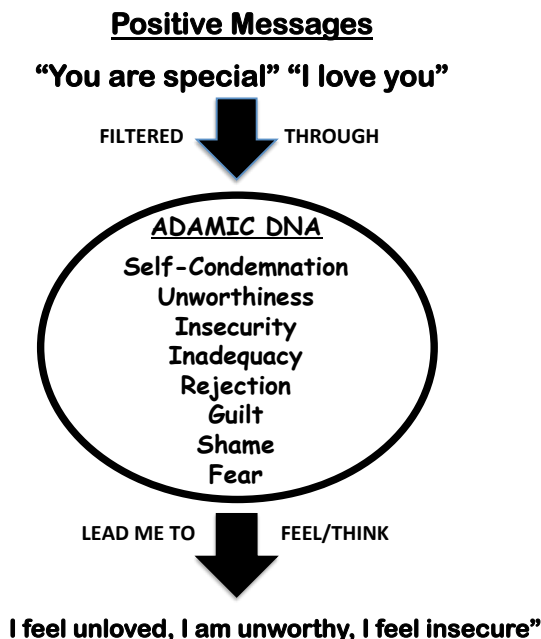 Positive Messages
“You are special” “I love you”
FILTERED THROUGH
ADAMIC DNA
Self-Condemnation
Unworthiness
Insecurity
Inadequacy
Rejection
Guilt
Shame
Fear
LEAD ME TO FEEL/THINK
I feel unloved, I am unworthy, I feel insecure”